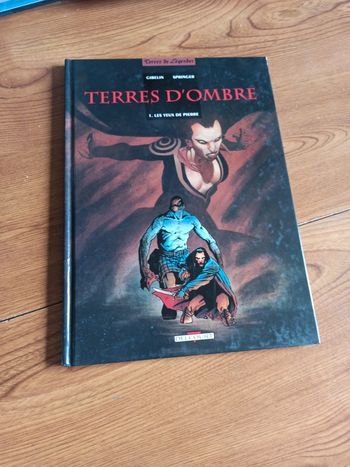 Terres de Légendes
GIBELIN SPRINGER
TERRES D'OMBRE
1. LES YEUX DE PIERRE
DELCOURT